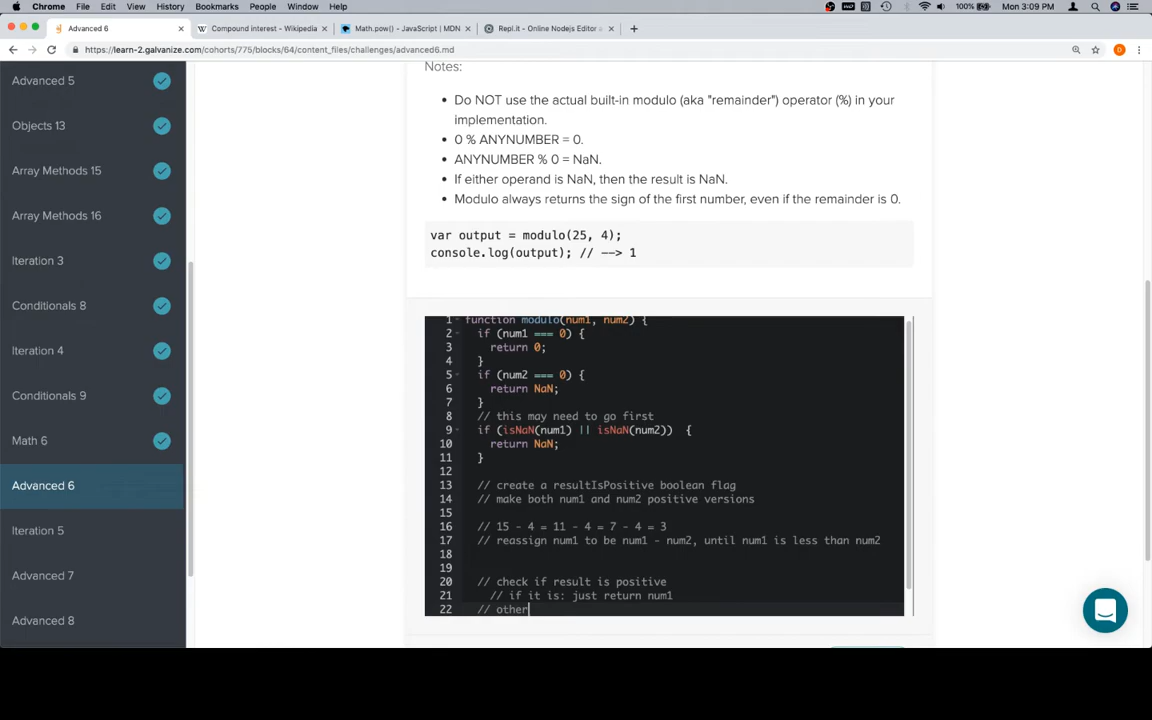 Chrome File Edit View History Bookmarks People Window Help 100% Mon 3:09 PM
Advanced 6 Compound interest - Wikipedia Math.pow() - JavaScript | MDN Repl.it - Online Nodejs Editor a
https://learn-2.galvanize.com/cohorts/775/blocks/64/content_files/challenges/advanced6.md
Advanced 5
Objects 13
Array Methods 15
Array Methods 16
Iteration 3
Conditionals 8
Iteration 4
Conditionals 9
Math 6
Advanced 6
Iteration 5
Advanced 7
Advanced 8
Notes:
• Do NOT use the actual built-in modulo (aka "remainder") operator (%) in your
implementation.
• 0 % ANYNUMBER = 0.
• ANYNUMBER % 0 = NaN.
• If either operand is NaN, then the result is NaN.
• Modulo always returns the sign of the first number, even if the remainder is 0.
var output = modulo(25, 4);
console.log(output); // --> 1
1 function modulo(num1, num2) {
2 if (num1 === 0) {
3 return 0;
4 }
5 if (num2 === 0) {
6 return NaN;
7 }
8 // this may need to go first
9 if (isNaN(num1) || isNaN(num2)) {
10 return NaN;
11 }
12
13 // create a resultIsPositive boolean flag
14 // make both num1 and num2 positive versions
15
16 // 15 - 4 = 11 - 4 = 7 - 4 = 3
17 // reassign num1 to be num1 - num2, until num1 is less than num2
18
19
20 // check if result is positive
21 // if it is: just return num1
22 // other